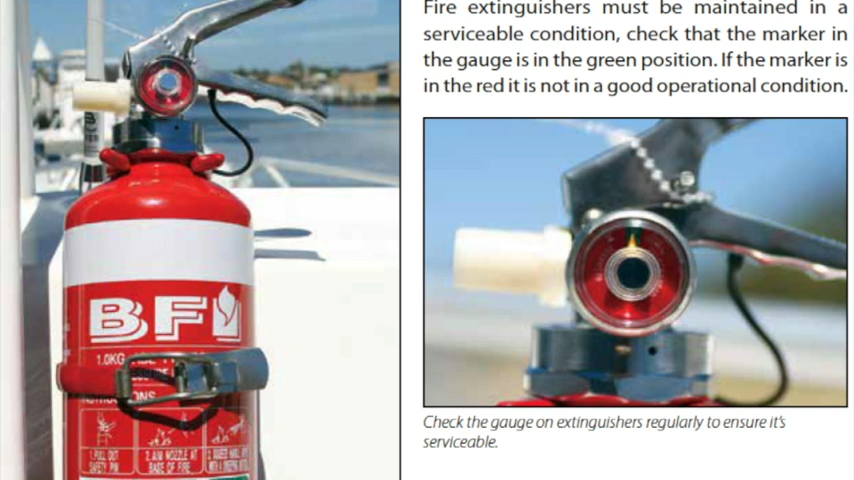 Fire extinguishers must be maintained in a
serviceable condition, check that the marker in
the gauge is in the green position. If the marker is
in the red it is not in a good operational condition.
BFI
1.0KG
1. PULL OUT
SAFETY PIN
2. AIM NOZZLE AT
BASE OF FIRE
Check the gauge on extinguishers regularly to ensure it's
serviceable.